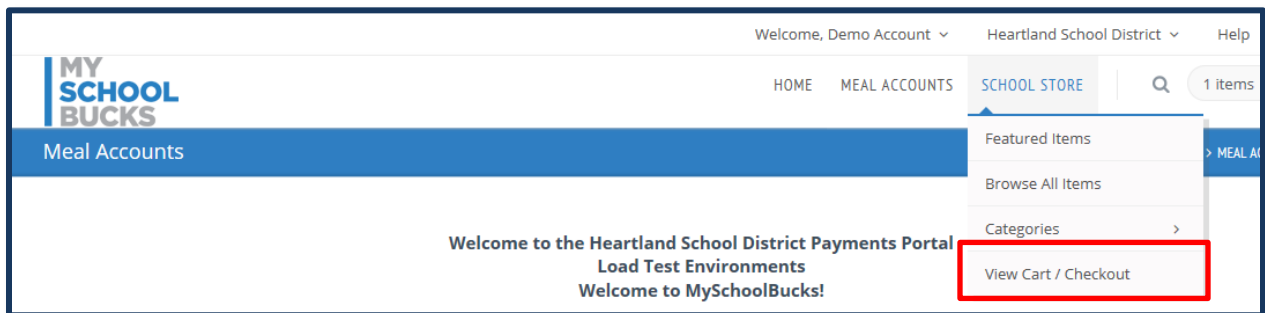 Welcome, Demo Account Heartland School District Help
MY
SCHOOL
BUCKS
HOME MEAL ACCOUNTS SCHOOL STORE 1 items
Meal Accounts > MEAL
Featured Items
Browse All Items
Categories >
View Cart / Checkout
Welcome to the Heartland School District Payments Portal
Load Test Environments
Welcome to MySchoolBucks!